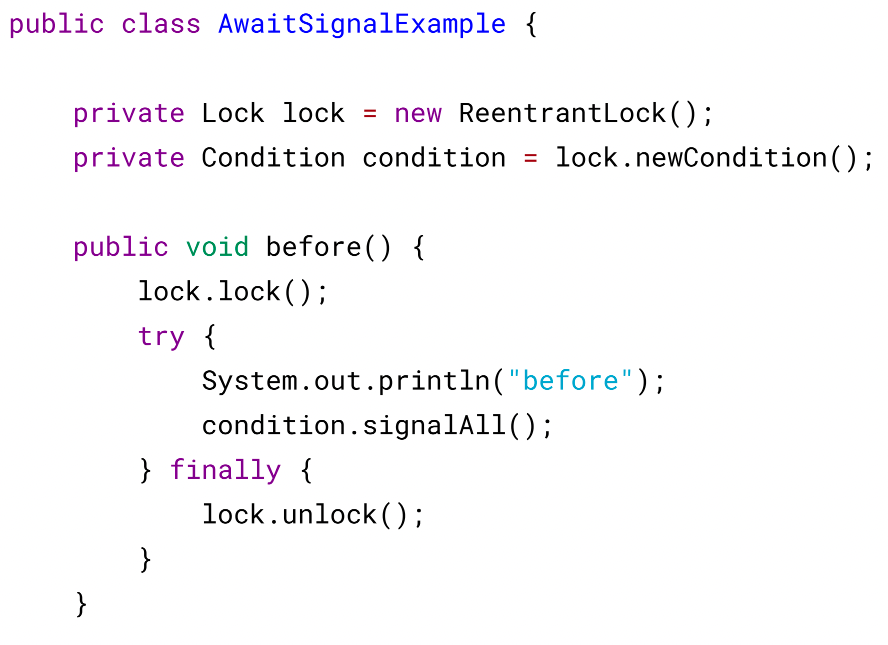 public class AwaitSignalExample {
    private Lock lock = new ReentrantLock();
    private Condition condition = lock.newCondition();
    public void before() {
        lock.lock();
        try {
            System.out.println("before");
            condition.signalAll();
        } finally {
            lock.unlock();
        }
    }